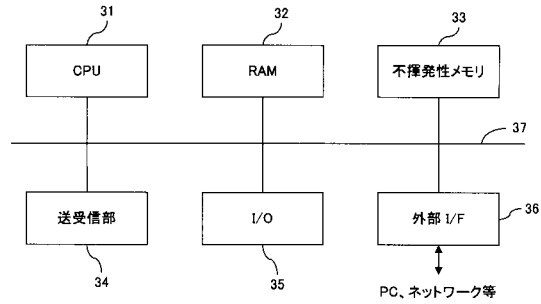 31
32
33
CPU
RAM
不揮発性メモリ
37
送受信部
I/O
外部 I/F
36
34
35
PC、ネットワーク等